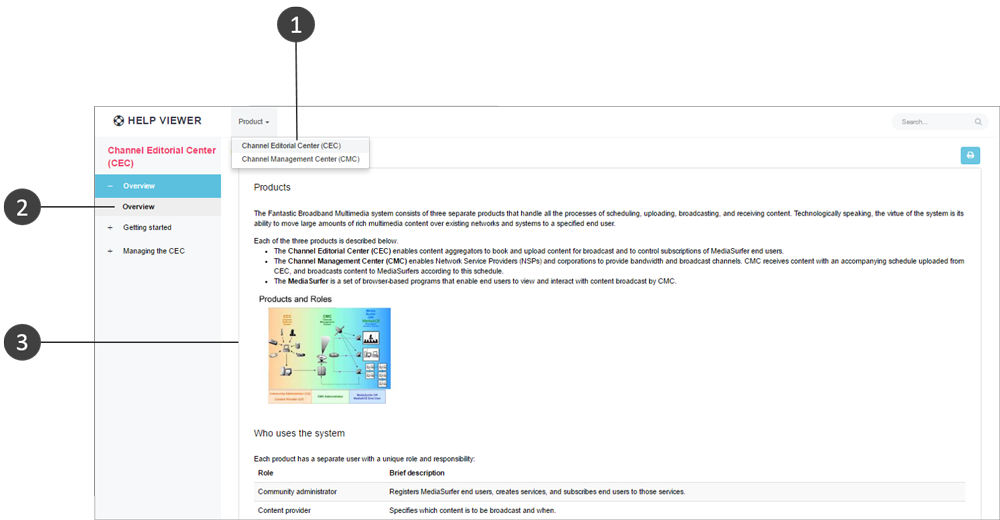 1
2
3
HELP VIEWER
Product
Search...
Channel Editorial Center (CEC)
Channel Management Center (CMC)
Channel Editorial Center
(CEC)
Overview
Overview
Getting started
Managing the CEC
Products
The Fantastic Broadband Multimedia system consists of three separate products that handle all the processes of scheduling, uploading, broadcasting, and receiving content. Technologically speaking, the virtue of the system is its
ability to move large amounts of rich multimedia content over existing networks and systems to a specified end user.
Each of the three products is described below.
The Channel Editorial Center (CEC) enables content aggregators to book and upload content for broadcast and to control subscriptions of MediaSurfer end users.
The Channel Management Center (CMC) enables Network Service Providers (NSPs) and corporations to provide bandwidth and broadcast channels. CMC receives content with an accompanying schedule uploaded from
CEC, and broadcasts content to MediaSurfers according to this schedule.
The MediaSurfer is a set of browser-based programs that enable end users to view and interact with content broadcast by CMC.
Products and Roles
CMC
CMC Administrator
Who uses the system
Each product has a separate user with a unique role and responsibility:
Role Brief description
Community administrator Registers MediaSurfer end users, creates services, and subscribes end users to those services.
Content provider Specifies which content is to be broadcast and when.